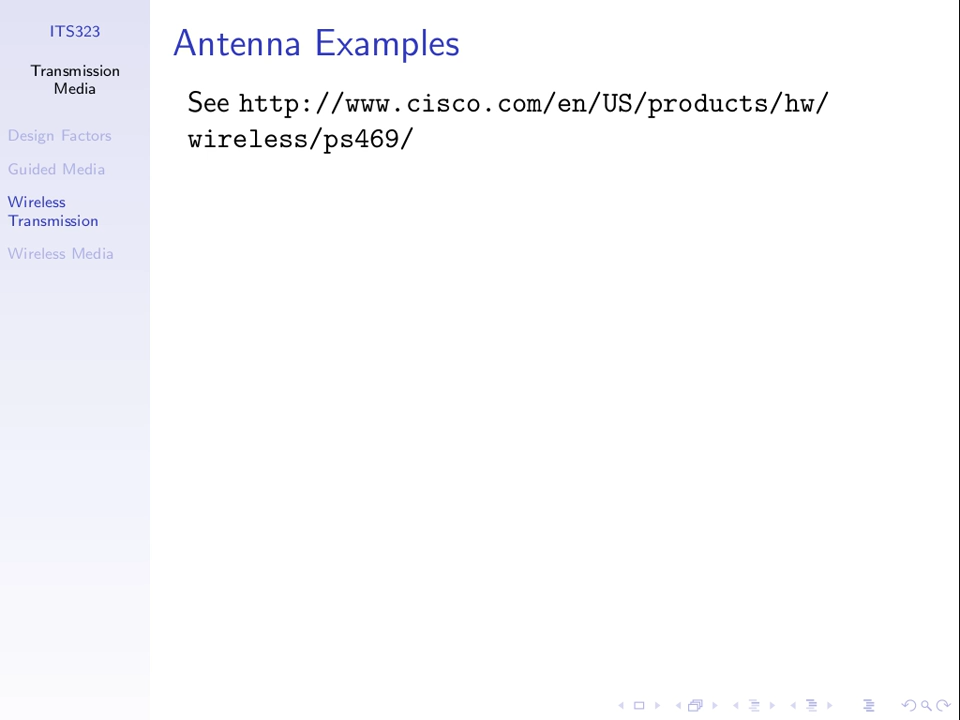 ITS323
Transmission
Media
Design Factors
Guided Media
Wireless
Transmission
Wireless Media
Antenna Examples
See http://www.cisco.com/en/US/products/hw/
wireless/ps469/